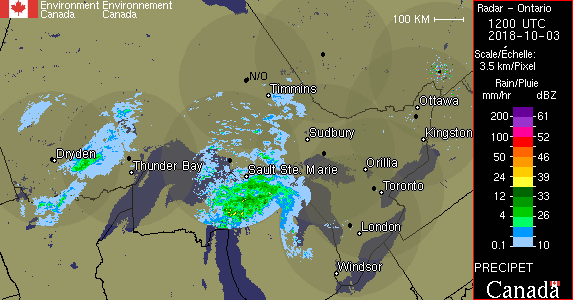 Environment Environnement
Canada Canada
100 KM
N/O
Timmins
Ottawa
Sudbury
Kingston
Dryden
Thunder Bay
Sault Ste. Marie
Orillia
Toronto
London
Windsor
Radar - Ontario
1200 UTC
2018-10-03
Scale/Échelle:
3.5 km/Pixel
Rain/Pluie
mm/hr dBZ
200 61
100 52
50 46
24 39
12 33
4 26
0.1 10
PRECIPET
Canada